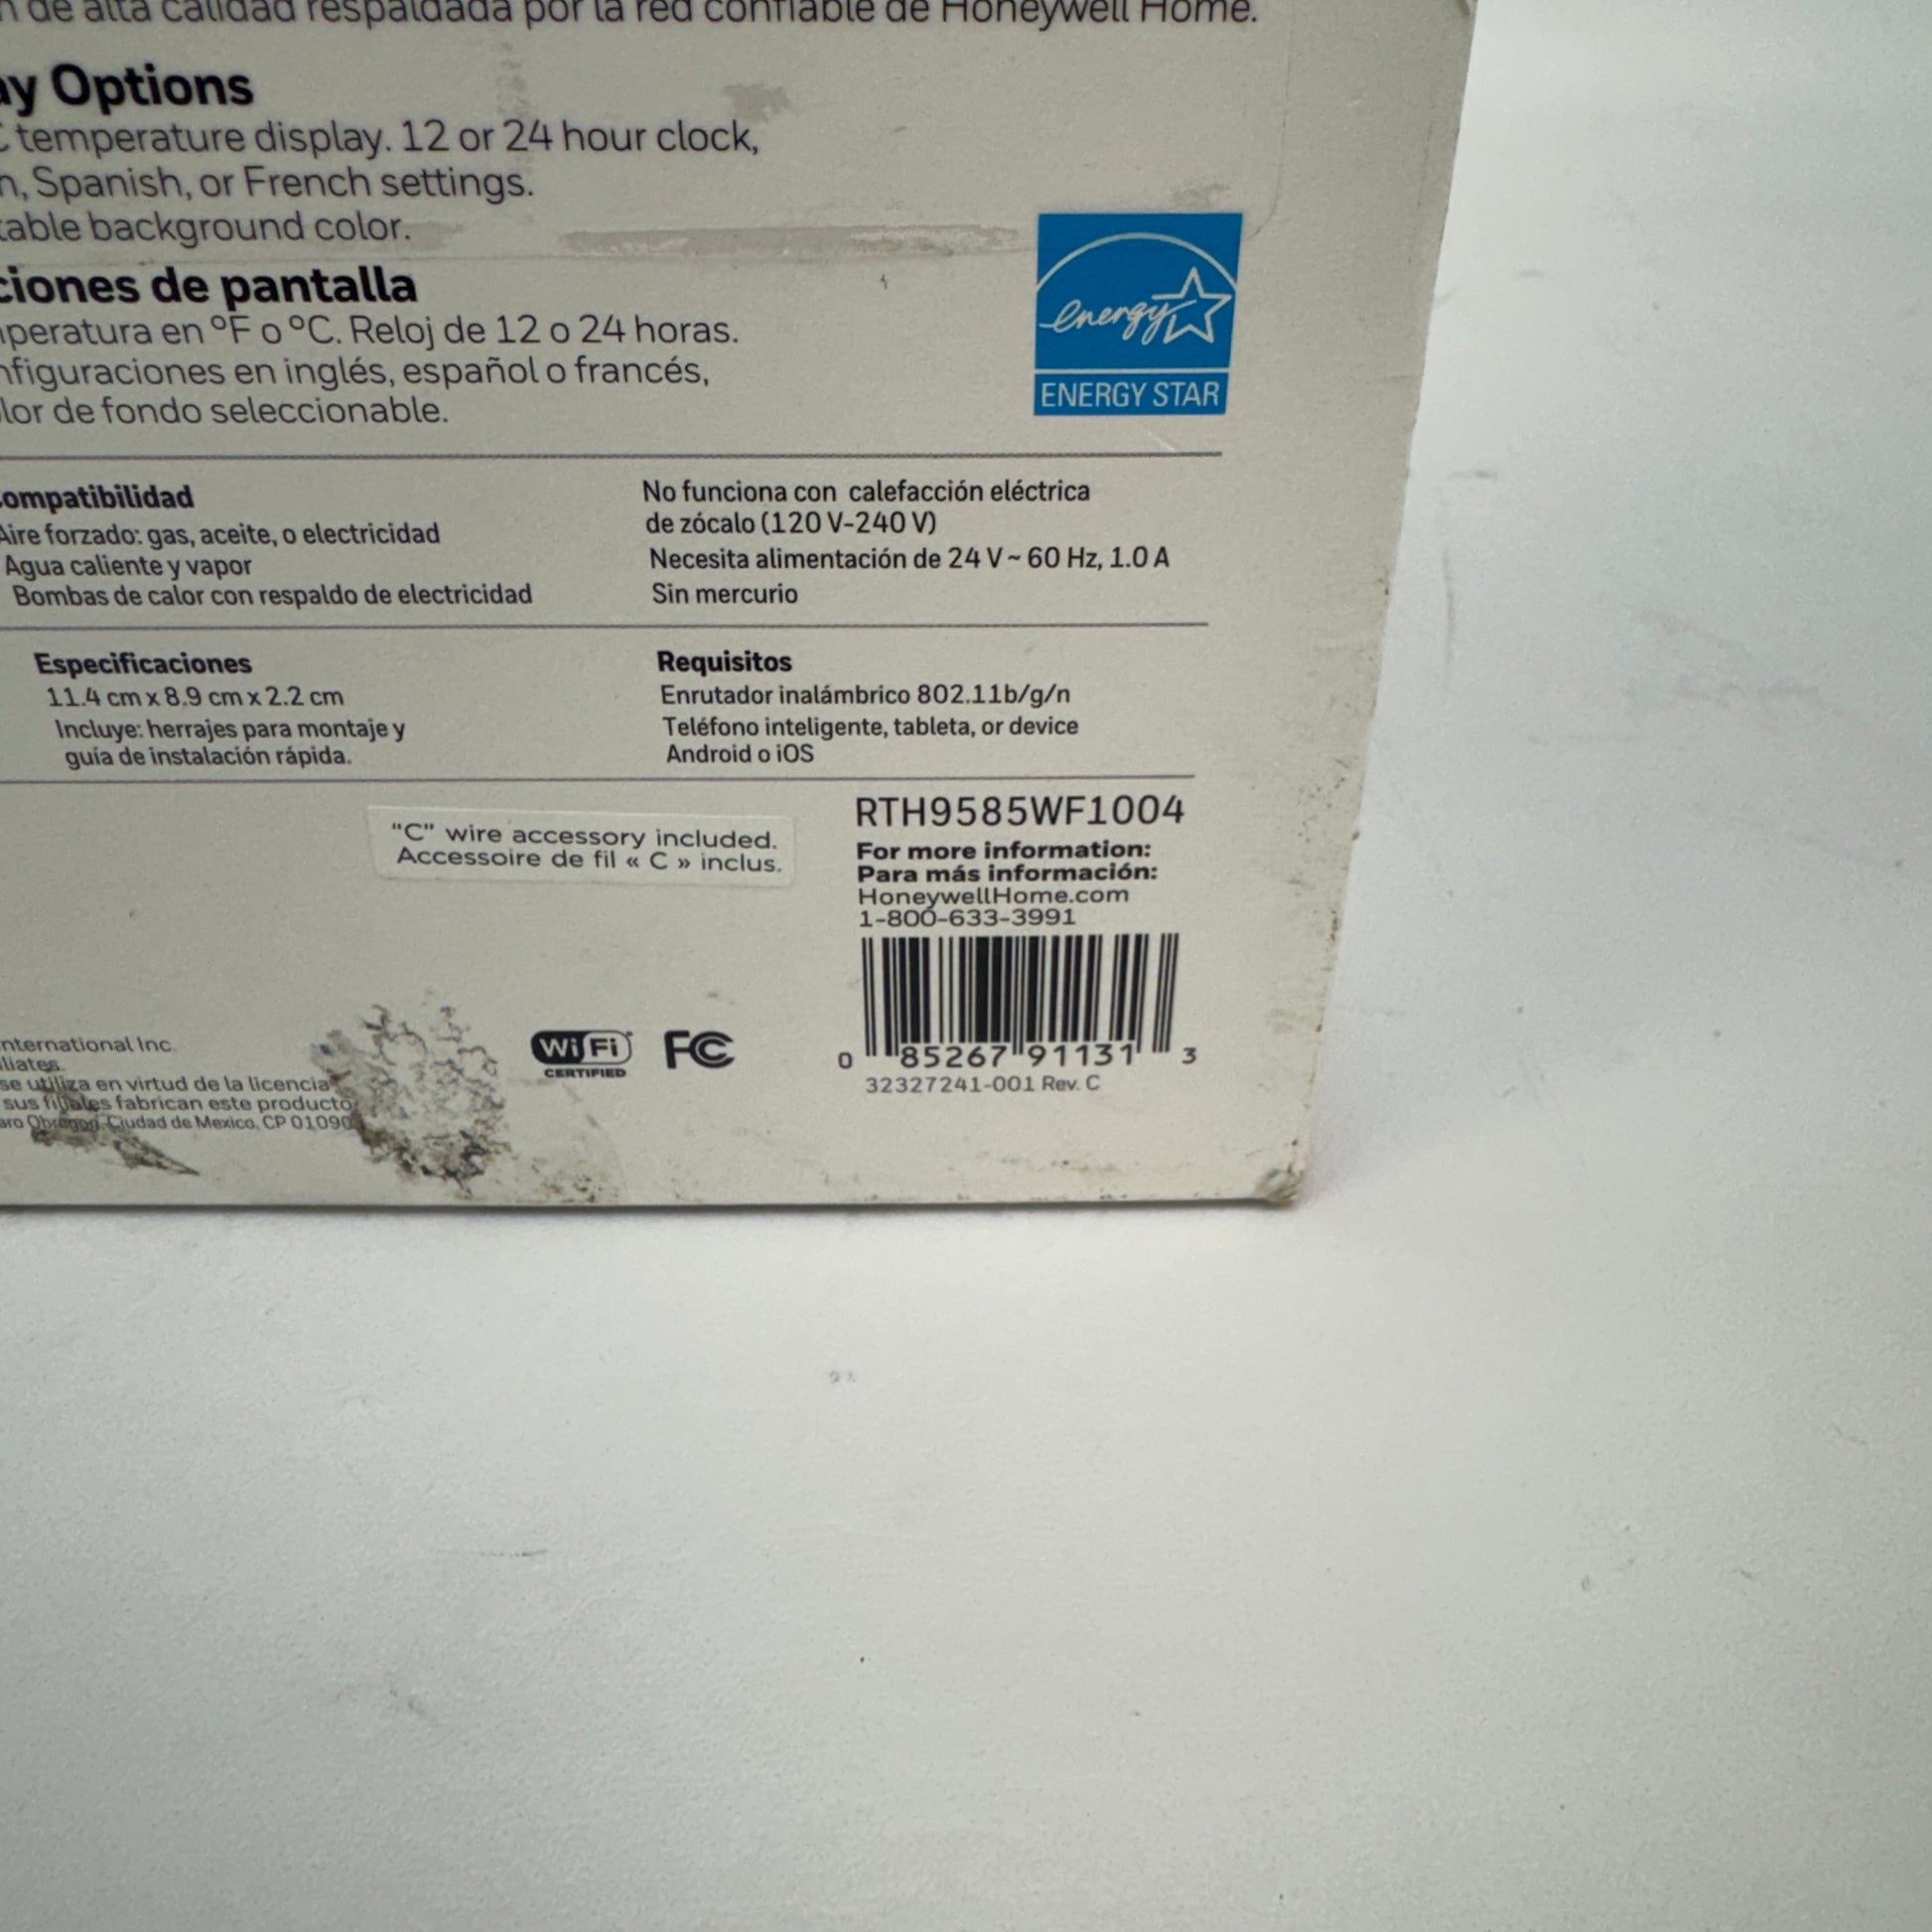 de alta calidad respaldada por la red confiable de Honeywell Home.
ay Options
C temperature display. 12 or 24 hour clock,
n, Spanish, or French settings.
table background color.
ciones de pantalla
mperatura en °F o °C. Reloj de 12 o 24 horas.
nfiguraciones en inglés, español o francés,
lor de fondo seleccionable.
energy
ENERGY STAR
ompatibilidad
Aire forzado: gas, aceite, o electricidad
Agua caliente y vapor
Bombas de calor con respaldo de electricidad
No funciona con calefacción eléctrica
de zócalo (120 V-240 V)
Necesita alimentación de 24 V ~ 60 Hz, 1.0 A
Sin mercurio
Especificaciones
11.4 cm x 8.9 cm x 2.2 cm
Incluye: herrajes para montaje y
guía de instalación rápida.
Requisitos
Enrutador inalámbrico 802.11b/g/n
Teléfono inteligente, tableta, or device
Android o iOS
"C" wire accessory included.
Accessoire de fil « C » inclus.
RTH9585WF1004
For more information:
Para más información:
HoneywellHome.com
1-800-633-3991
0 85267 91131 3
32327241-001 Rev. C
nternational Inc.
liates.
se utiliza en virtud de la licencia
sus filiales fabrican este producto
aro Obregon, Ciudad de Mexico, CP 01090
Wi Fi
CERTIFIED
FC